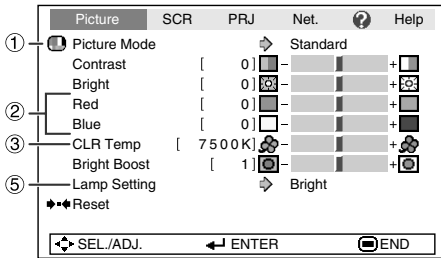 Picture SCR PRJ Net. Help
① Picture Mode Standard
Contrast [ 0] - +
Bright [ 0] - +
② Red [ 0] - +
Blue [ 0] - +
③ CLR Temp [ 7500K] - +
Bright Boost [ 1] - +
⑤ Lamp Setting Bright
Reset
SEL./ADJ. ENTER END